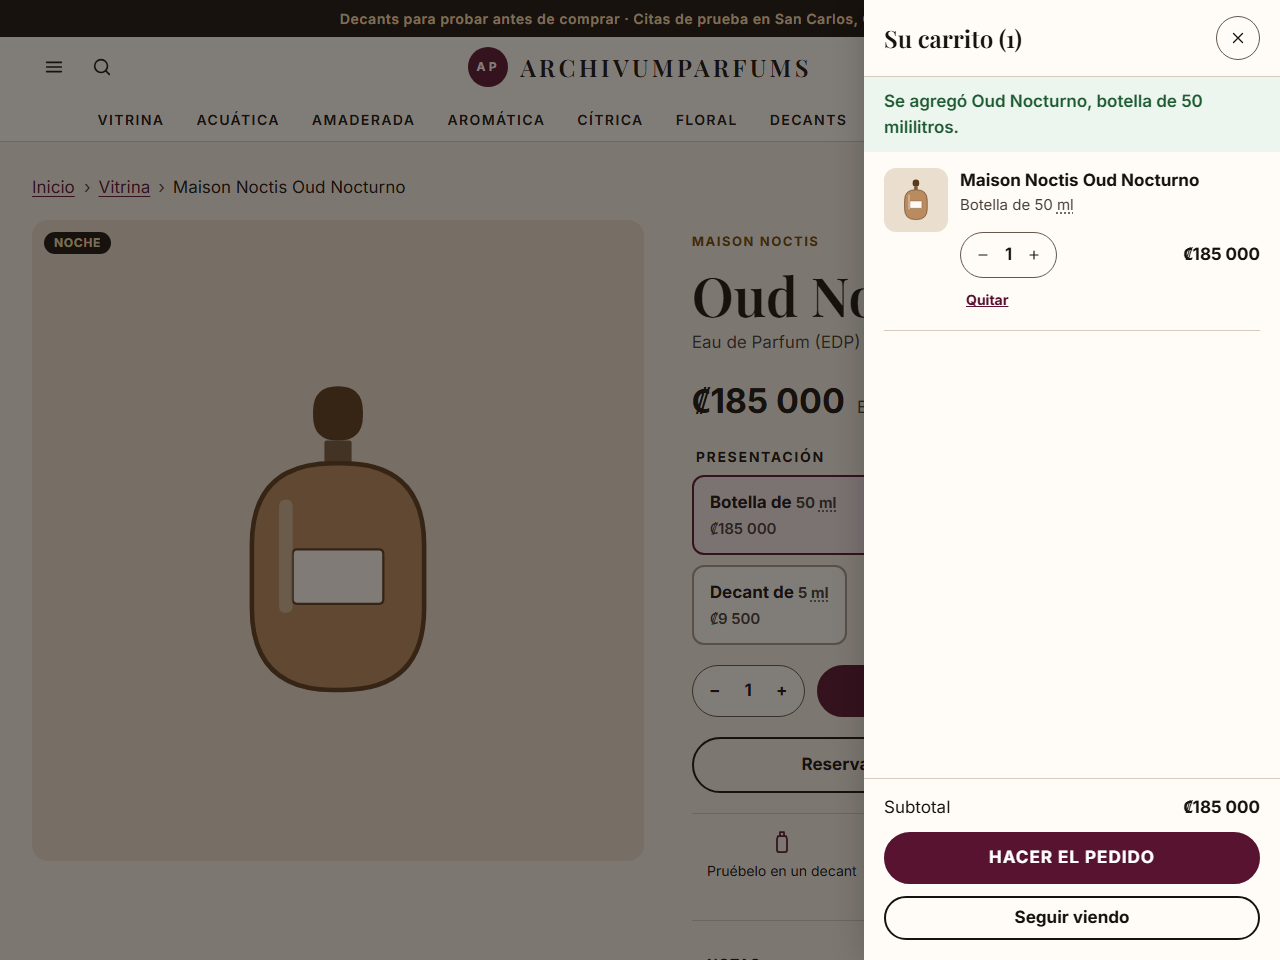 Decants para probar antes de comprar · Citas de prueba en San Carlos,
AP ARCHIVUMPARFUMS
VITRINA ACUÁTICA AMADERADA AROMÁTICA CÍTRICA FLORAL DECANTS
Inicio › Vitrina › Maison Noctis Oud Nocturno
NOCHE
MAISON NOCTIS
Oud No
Eau de Parfum (EDP)
₡185 000
PRESENTACIÓN
Botella de 50 ml
₡185 000
Decant de 5 ml
₡9 500
− 1 +
Reserva
Pruébelo en un decant
Su carrito (1)
Se agregó Oud Nocturno, botella de 50
mililitros.
Maison Noctis Oud Nocturno
Botella de 50 ml
− 1 +
₡185 000
Quitar
Subtotal
₡185 000
HACER EL PEDIDO
Seguir viendo